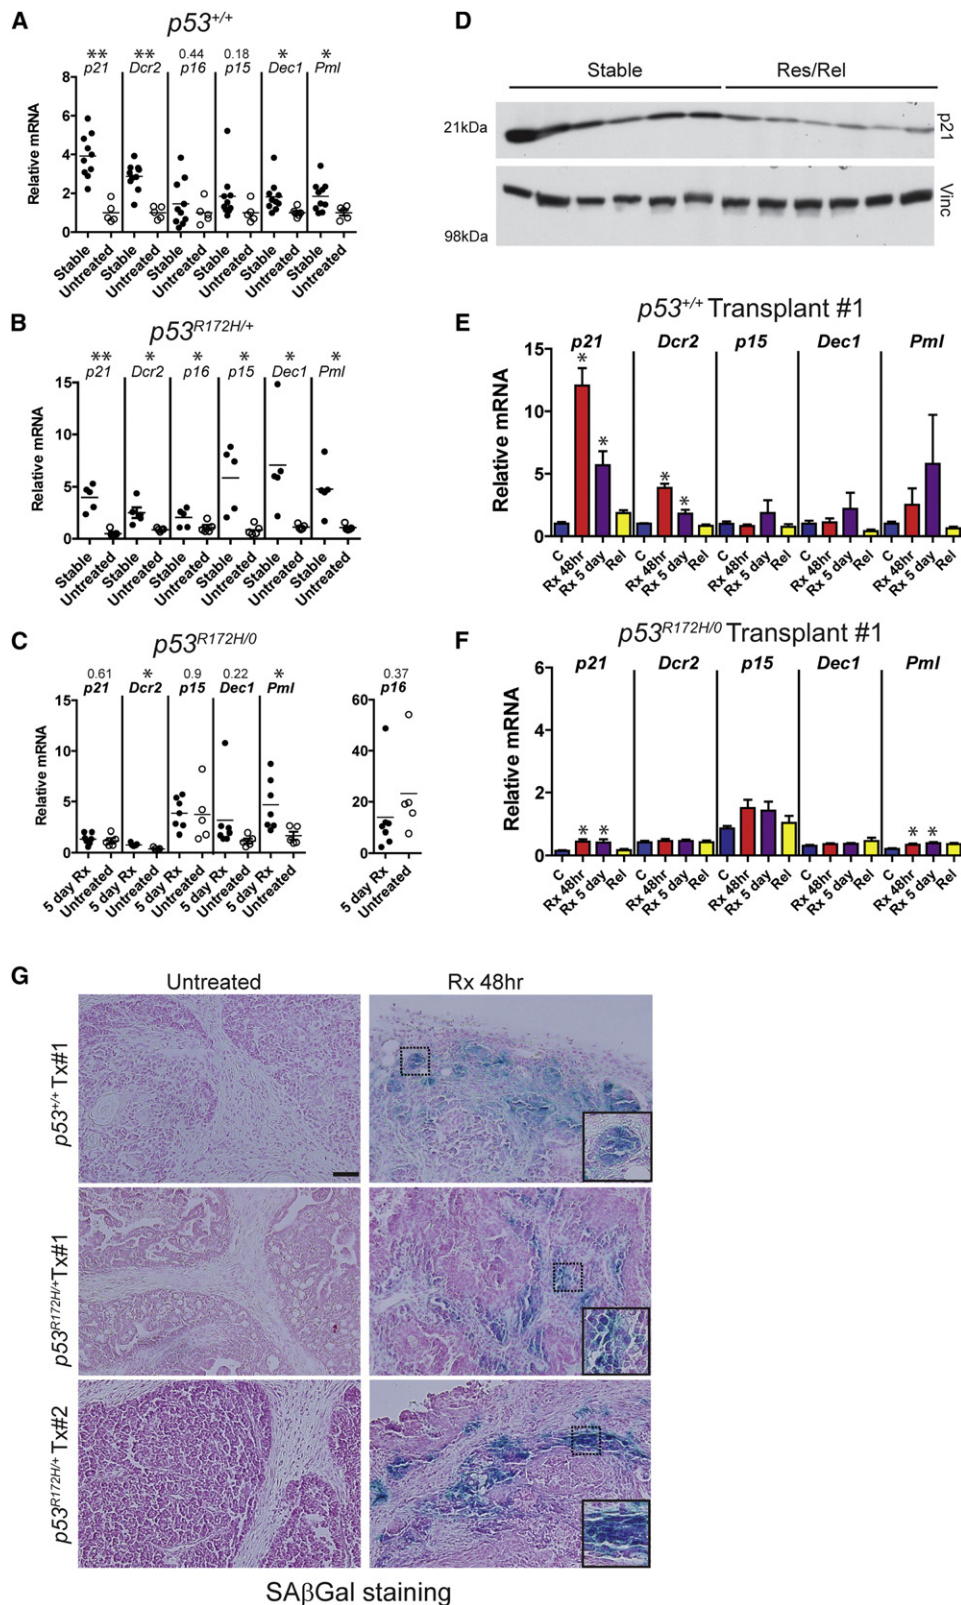 A
p53+/+
** ** 0.44 0.18 * *
p21 Dcr2 p16 p15 Dec1 Pml
Relative mRNA
8
6
4
2
0
Stable Untreated Stable Untreated Stable Untreated Stable Untreated Stable Untreated Stable Untreated
B
p53R172H/+
** * * * * *
p21 Dcr2 p16 p15 Dec1 Pml
Relative mRNA
15
10
5
0
Stable Untreated Stable Untreated Stable Untreated Stable Untreated Stable Untreated Stable Untreated
C
p53R172H/0
0.61 * 0.9 0.22 *
p21 Dcr2 p15 Dec1 Pml
Relative mRNA
15
10
5
0
5 day Rx Untreated 5 day Rx Untreated 5 day Rx Untreated 5 day Rx Untreated 5 day Rx Untreated
0.37
p16
60
40
20
0
5 day Rx Untreated
D
Stable Res/Rel
21kDa
p21
Vinc
98kDa
E
p53+/+ Transplant #1
p21 Dcr2 p15 Dec1 Pml
Relative mRNA
15
10
5
0
* * * *
C Rx 48hr Rx 5 day Rel C Rx 48hr Rx 5 day Rel C Rx 48hr Rx 5 day Rel C Rx 48hr Rx 5 day Rel C Rx 48hr Rx 5 day Rel
F
p53R172H/0 Transplant #1
p21 Dcr2 p15 Dec1 Pml
Relative mRNA
6
4
2
0
* * * *
C Rx 48hr Rx 5 day Rel C Rx 48hr Rx 5 day Rel C Rx 48hr Rx 5 day Rel C Rx 48hr Rx 5 day Rel C Rx 48hr Rx 5 day Rel
G
Untreated Rx 48hr
p53+/+ Tx#1
p53R172H/+ Tx#1
p53R172H/+ Tx#2
SAβGal staining